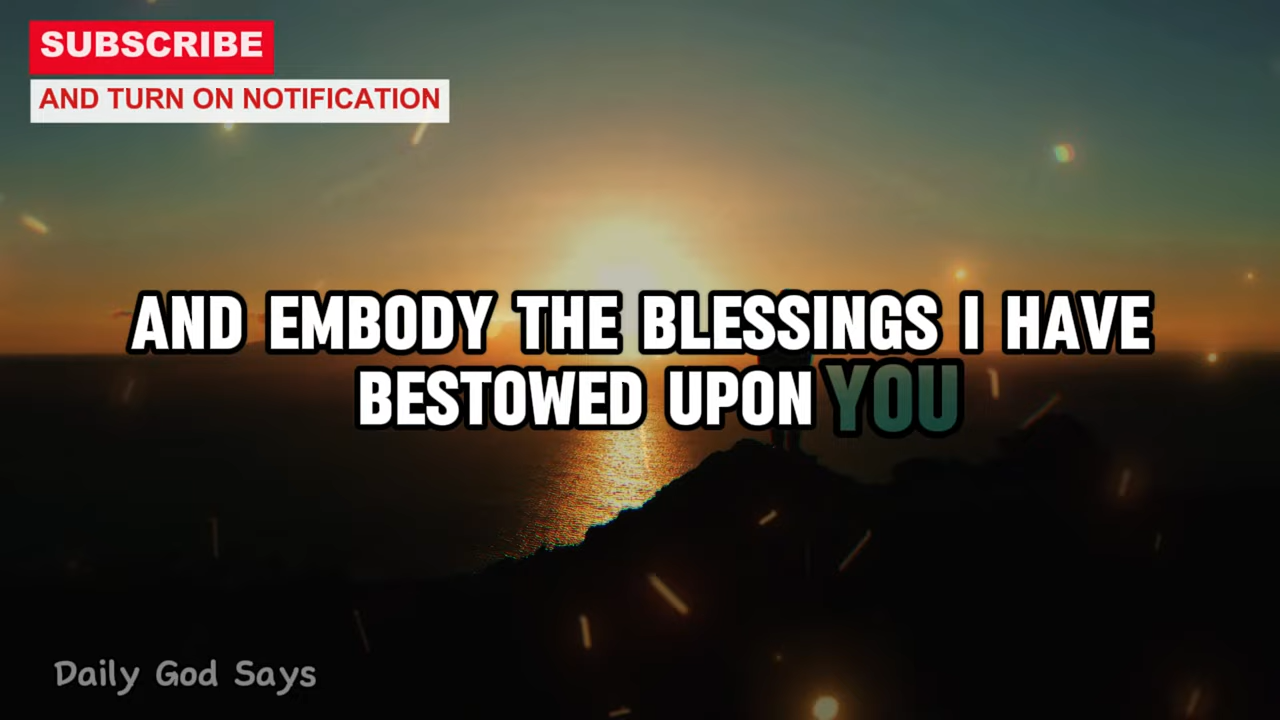 SUBSCRIBE
AND TURN ON NOTIFICATION
AND EMBODY THE BLESSINGS I HAVE
BESTOWED UPON YOU
Daily God Says